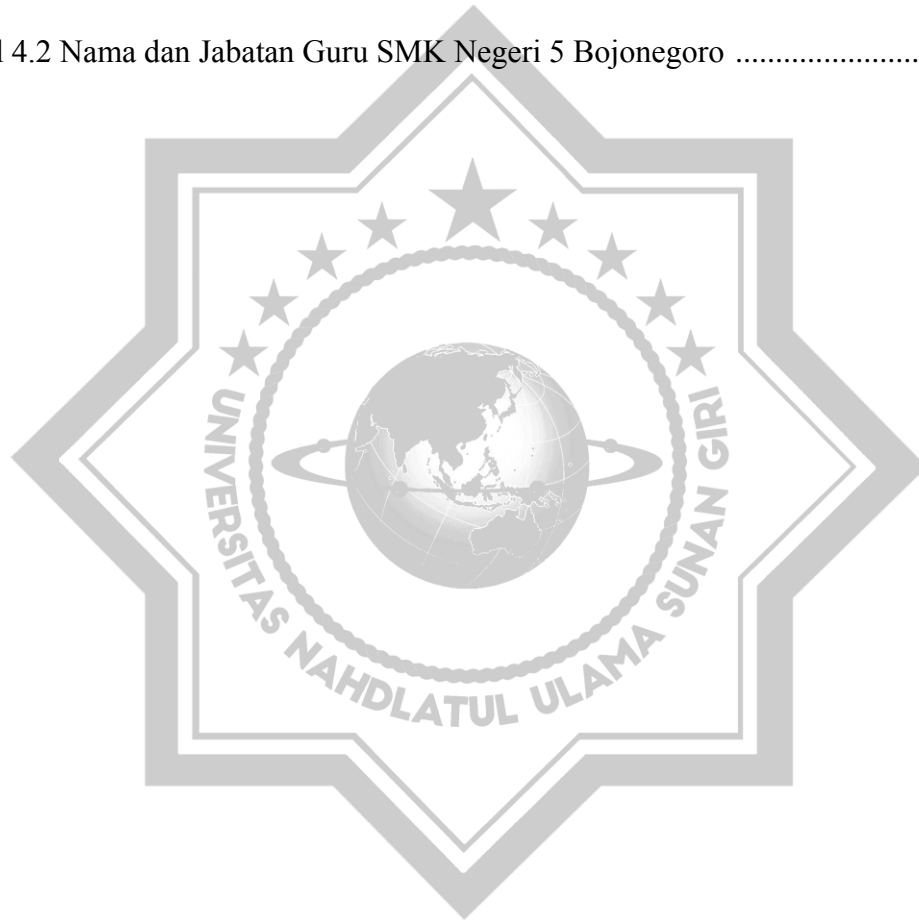 4.2 Nama dan Jabatan Guru SMK Negeri 5 Bojonegoro .......................
UNIVERSITAS NAHDLATUL ULAMA SUNAN GIRI